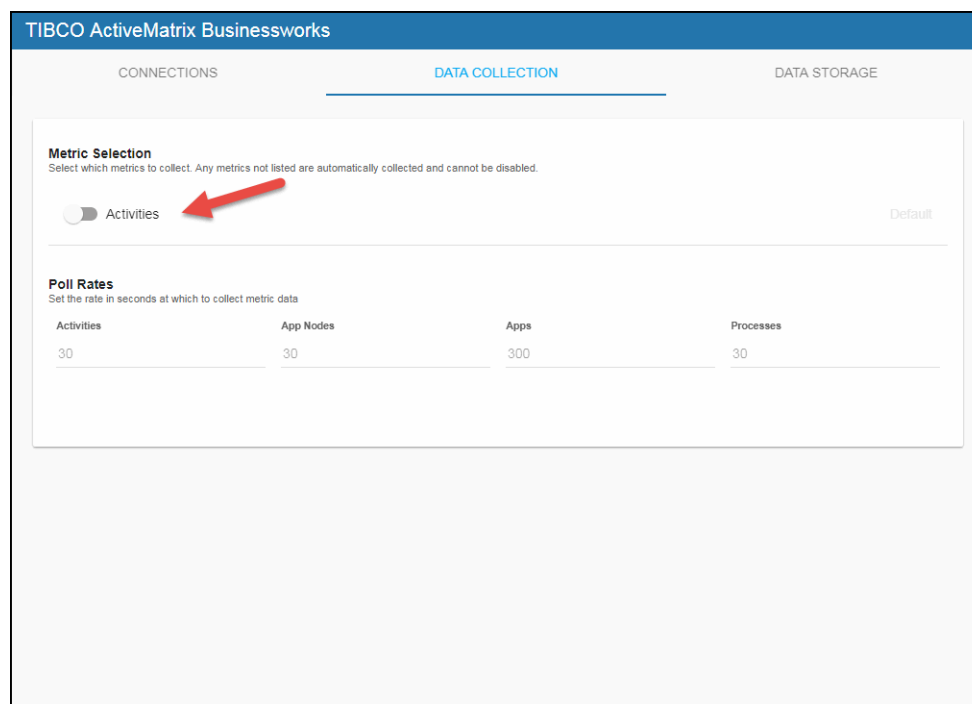 TIBCO ActiveMatrix Businessworks
CONNECTIONS DATA COLLECTION DATA STORAGE
Metric Selection
Select which metrics to collect. Any metrics not listed are automatically collected and cannot be disabled.
Activities Default
Poll Rates
Set the rate in seconds at which to collect metric data
Activities App Nodes Apps Processes
30 30 300 30